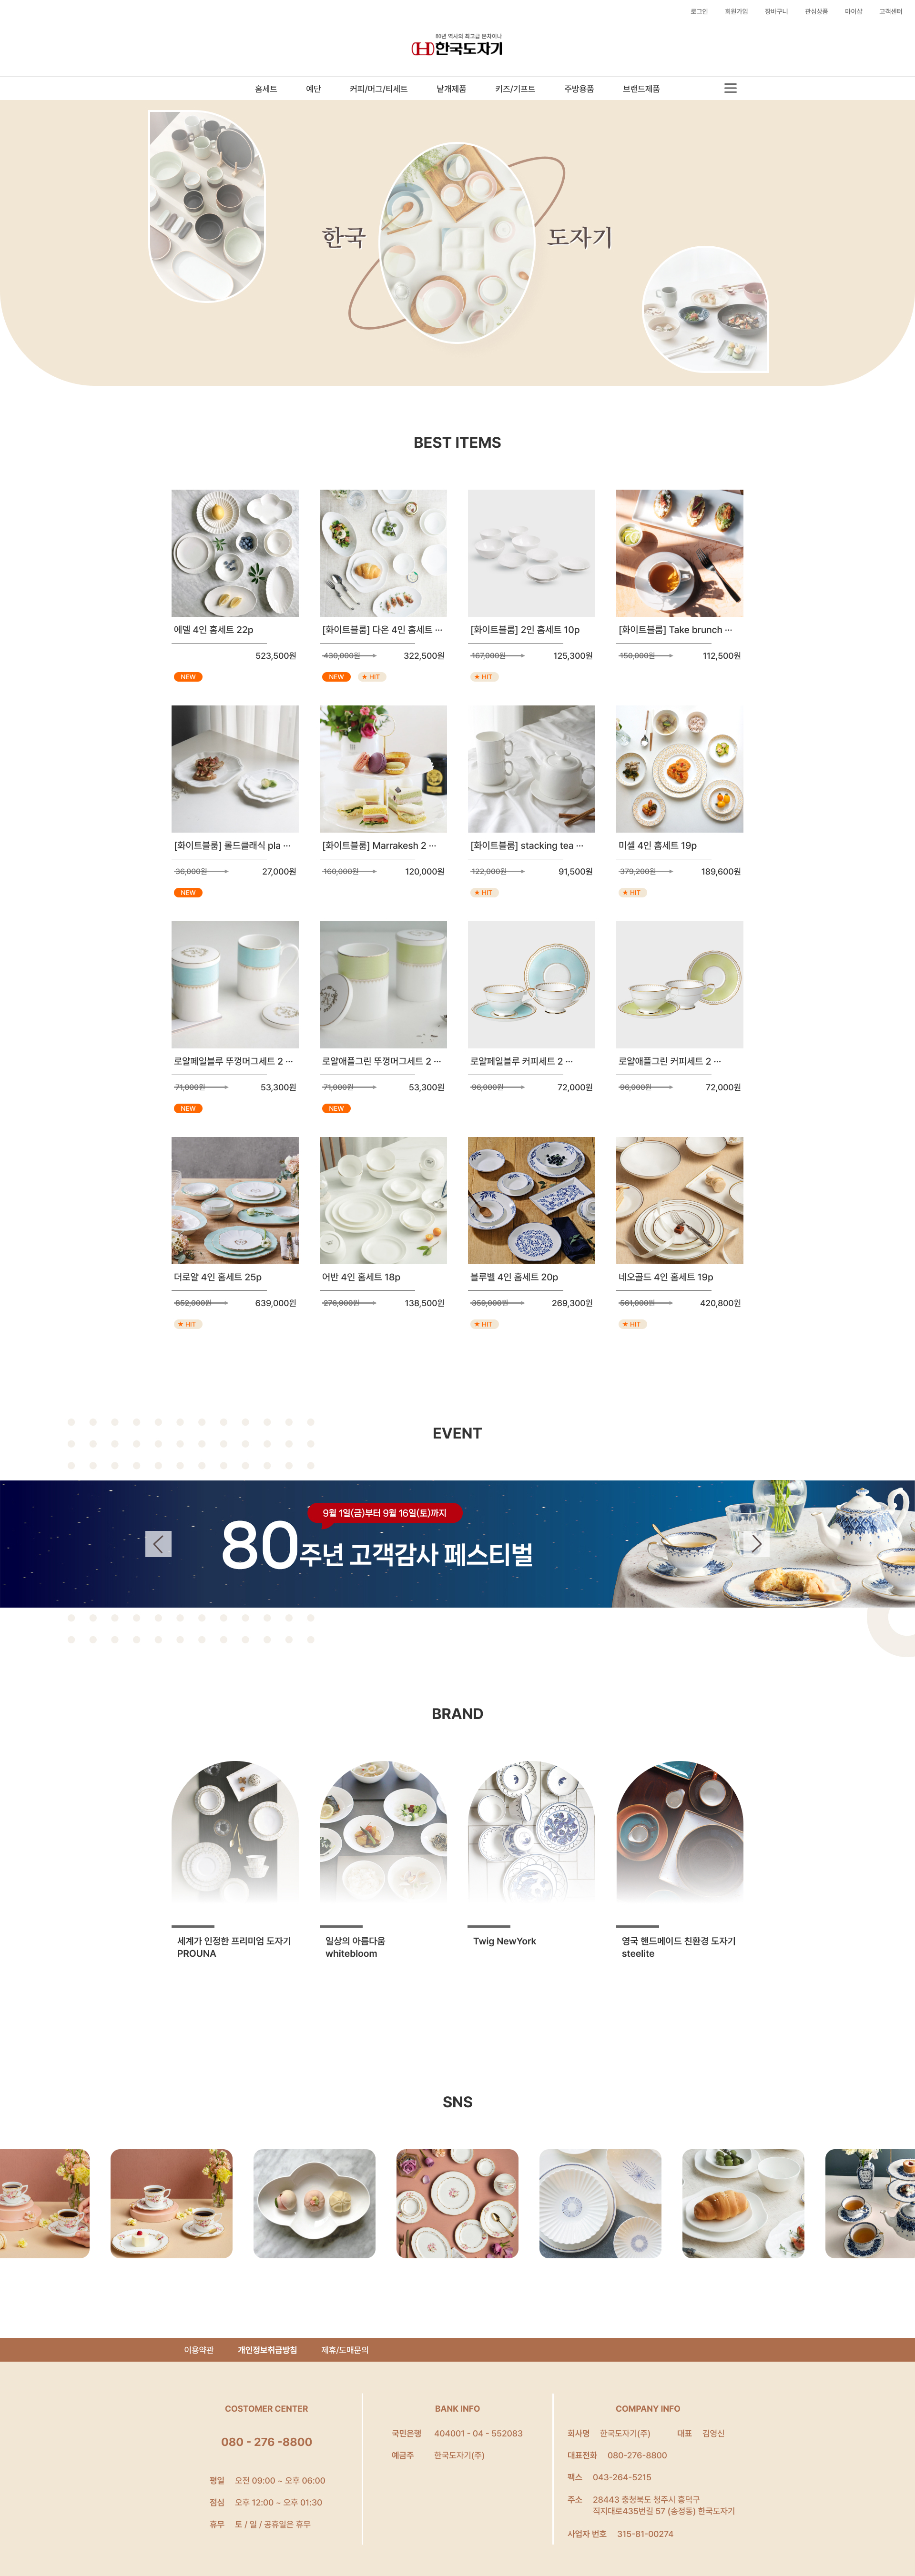 로그인 회원가입 장바구니 관심상품 마이샵 고객센터
80년 역사의 최고급 본차이나
(H)한국도자기
홈세트 예단 커피/머그/티세트 낱개제품 키즈/기프트 주방용품 브랜드제품
한국 도자기
BEST ITEMS
에델 4인 홈세트 22p
523,500원
NEW
[화이트블룸] 다온 4인 홈세트 ···
430,000원 322,500원
NEW ★ HIT
[화이트블룸] 2인 홈세트 10p
167,000원 125,300원
★ HIT
[화이트블룸] Take brunch ···
150,000원 112,500원
[화이트블룸] 롤드클래식 pla ···
36,000원 27,000원
NEW
[화이트블룸] Marrakesh 2 ···
160,000원 120,000원
[화이트블룸] stacking tea ···
122,000원 91,500원
★ HIT
미셀 4인 홈세트 19p
379,200원 189,600원
★ HIT
로얄페일블루 뚜껑머그세트 2 ···
71,000원 53,300원
NEW
로얄애플그린 뚜껑머그세트 2 ···
71,000원 53,300원
NEW
로얄페일블루 커피세트 2 ···
96,000원 72,000원
로얄애플그린 커피세트 2 ···
96,000원 72,000원
더로얄 4인 홈세트 25p
852,000원 639,000원
★ HIT
어반 4인 홈세트 18p
276,900원 138,500원
블루벨 4인 홈세트 20p
359,000원 269,300원
★ HIT
네오골드 4인 홈세트 19p
561,000원 420,800원
★ HIT
EVENT
9월 1일(금)부터 9월 16일(토)까지
80주년 고객감사 페스티벌
BRAND
세계가 인정한 프리미엄 도자기
PROUNA
일상의 아름다움
whitebloom
Twig NewYork
영국 핸드메이드 친환경 도자기
steelite
SNS
이용약관 개인정보취급방침 제휴/도매문의
COSTOMER CENTER
080 - 276 -8800
평일 오전 09:00 ~ 오후 06:00
점심 오후 12:00 ~ 오후 01:30
휴무 토 / 일 / 공휴일은 휴무
BANK INFO
국민은행 404001 - 04 - 552083
예금주 한국도자기(주)
COMPANY INFO
회사명 한국도자기(주) 대표 김영신
대표전화 080-276-8800
팩스 043-264-5215
주소 28443 충청북도 청주시 흥덕구
직지대로435번길 57 (송정동) 한국도자기
사업자 번호 315-81-00274